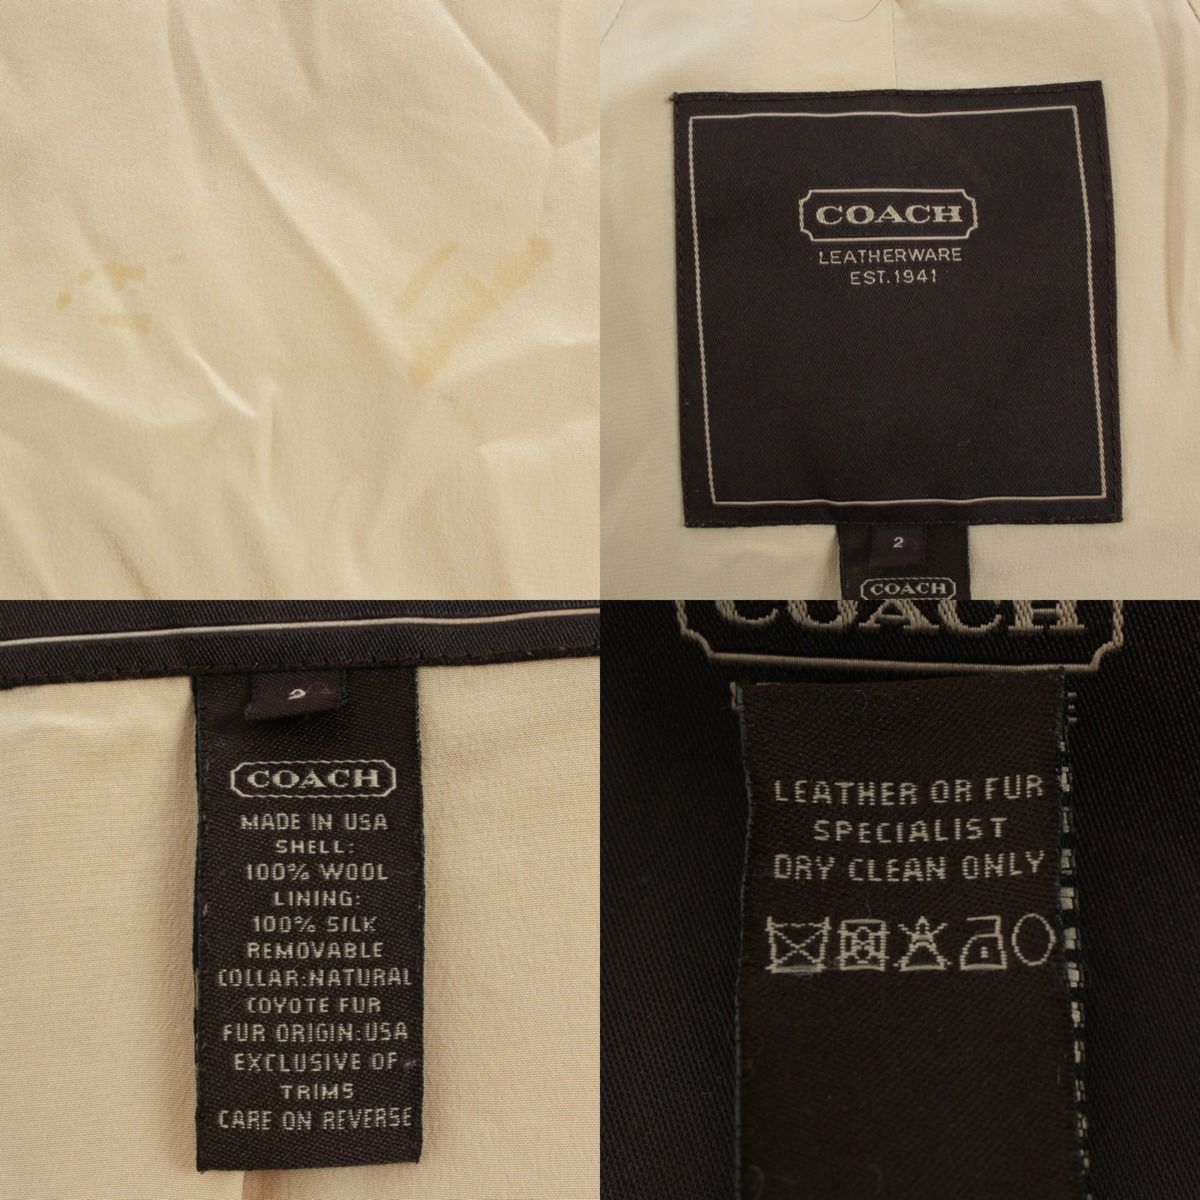 COACH
LEATHERWARE
EST.1941
2
COACH
2
COACH
MADE IN USA
SHELL:
100% WOOL
LINING:
100% SILK
REMOVABLE
COLLAR:NATURAL
COYOTE FUR
FUR ORIGIN:USA
EXCLUSIVE OF
TRIMS
CARE ON REVERSE
COACH
LEATHER OR FUR
SPECIALIST
DRY CLEAN ONLY